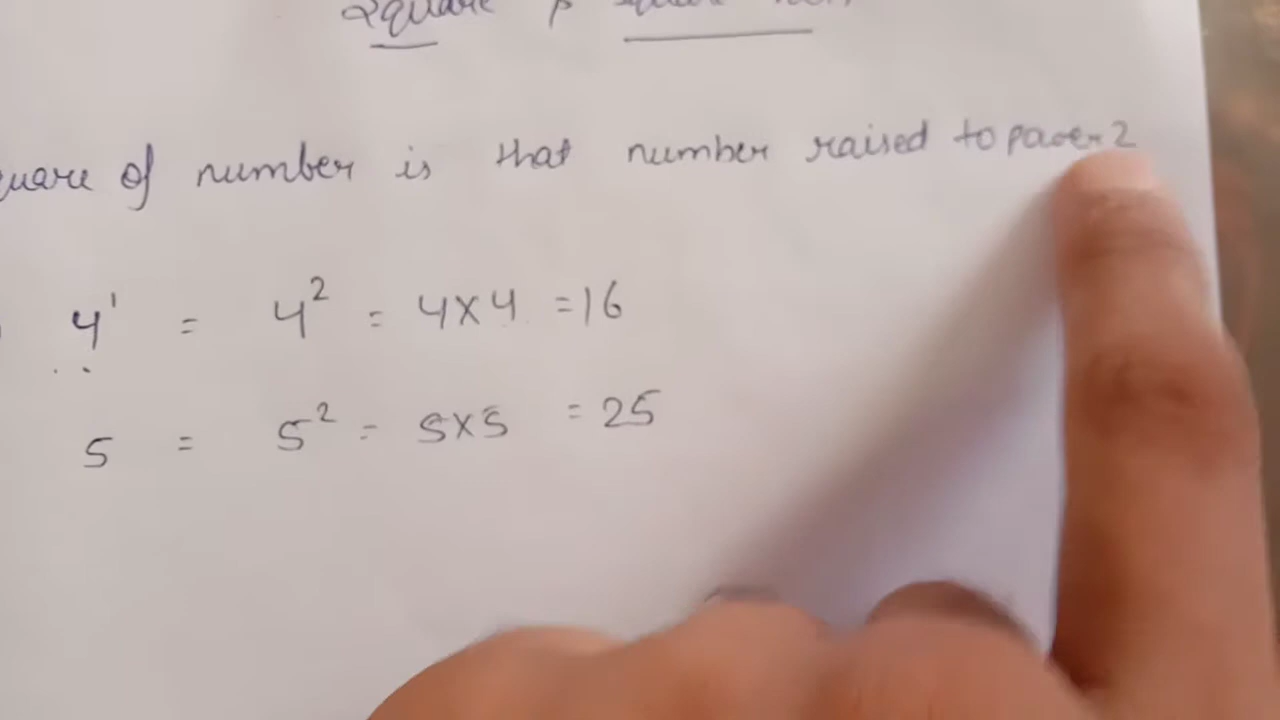 Square
uare of number is that number raised to power 2
4¹ = 4² = 4×4 =16
5 = 5² = 5×5 = 25